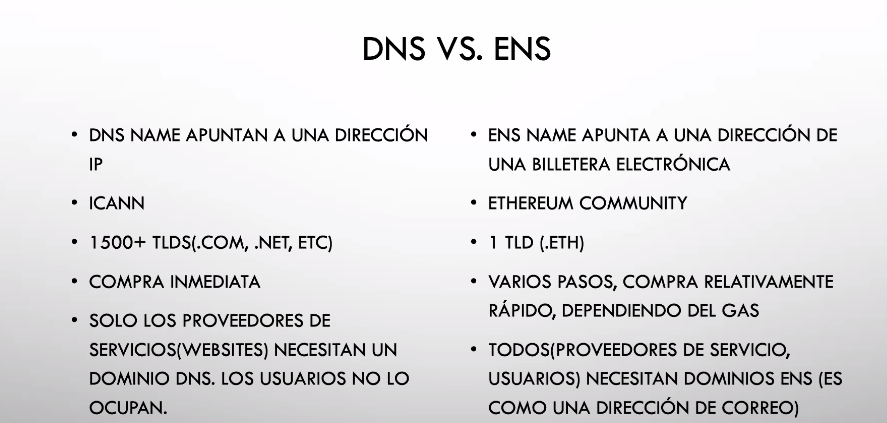 DNS VS. ENS
• DNS NAME APUNTAN A UNA DIRECCIÓN
IP
• ICANN
• 1500+ TLDS(.COM, .NET, ETC)
• COMPRA INMEDIATA
• SOLO LOS PROVEEDORES DE
SERVICIOS(WEBSITES) NECESITAN UN
DOMINIO DNS. LOS USUARIOS NO LO
OCUPAN.
• ENS NAME APUNTA A UNA DIRECCIÓN DE
UNA BILLETERA ELECTRÓNICA
• ETHEREUM COMMUNITY
• 1 TLD (.ETH)
• VARIOS PASOS, COMPRA RELATIVAMENTE
RÁPIDO, DEPENDIENDO DEL GAS
• TODOS(PROVEEDORES DE SERVICIO,
USUARIOS) NECESITAN DOMINIOS ENS (ES
COMO UNA DIRECCIÓN DE CORREO)